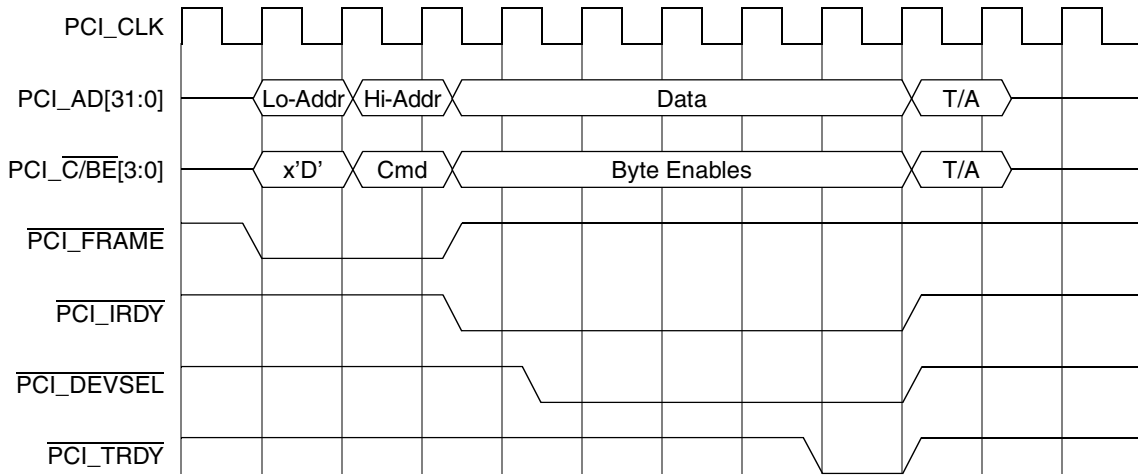 PCI_CLK
PCI_AD[31:0] Lo-Addr Hi-Addr Data T/A
PCI_C/BE[3:0] x'D' Cmd Byte Enables T/A
PCI_FRAME
PCI_IRDY
PCI_DEVSEL
PCI_TRDY